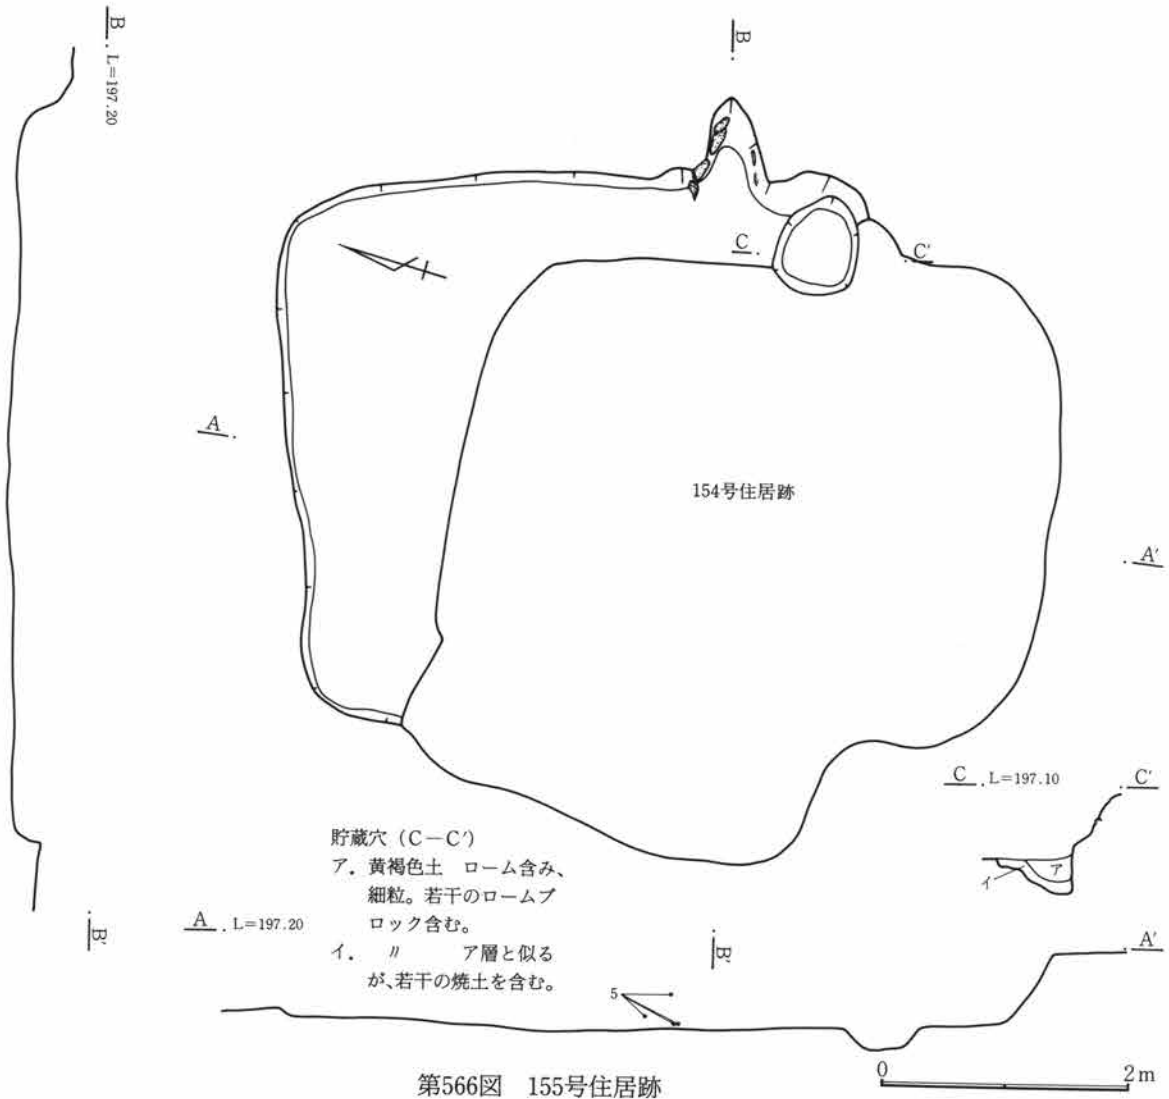 B
L=197.20
B
C
C′
A
154号住居跡
A′
C L=197.10
C′
ア
イ
貯蔵穴（C－C′）
ア．黄褐色土　ローム含み、
細粒。若干のロームブ
ロック含む。
イ．〃　ア層と似る
が、若干の焼土を含む。
B′
A L=197.20
B′
A′
5
0
2m
第566図　155号住居跡